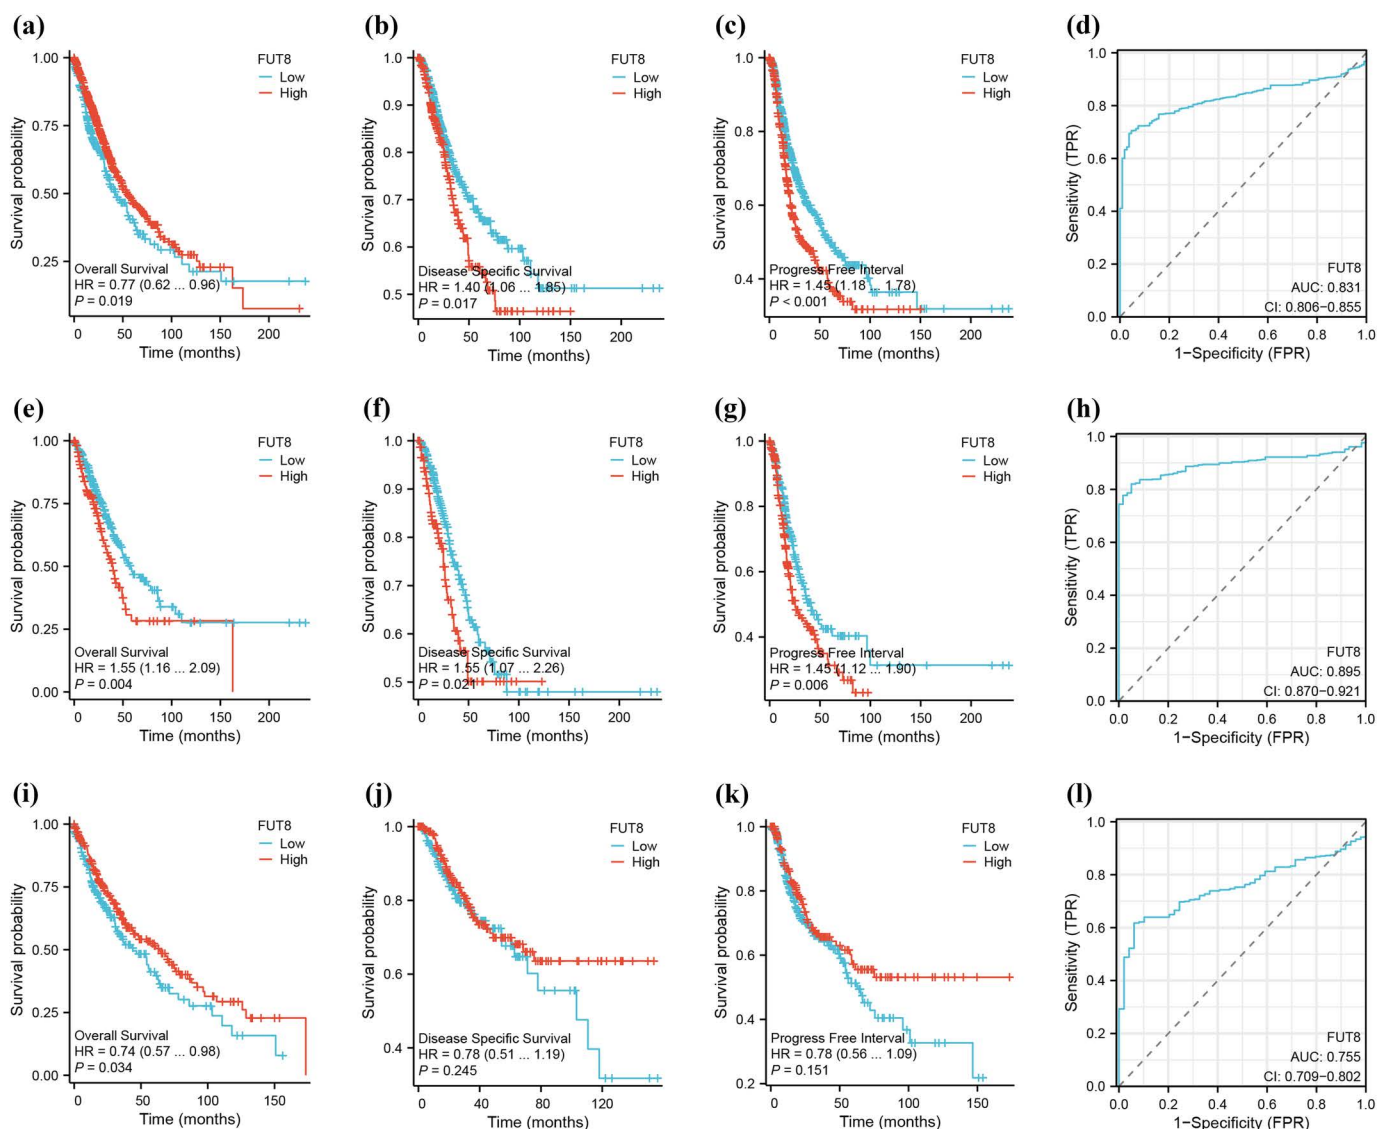 (a)
FUT8
Low
High
1.00
0.75
0.50
0.25
Survival probability
Overall Survival
HR = 0.77 (0.62 ... 0.96)
P = 0.019
0 50 100 150 200
Time (months)
(b)
FUT8
Low
High
1.0
0.9
0.8
0.7
0.6
0.5
Survival probability
Disease Specific Survival
HR = 1.40 (1.06 ... 1.85)
P = 0.017
0 50 100 150 200
Time (months)
(c)
FUT8
Low
High
1.0
0.8
0.6
0.4
Survival probability
Progress Free Interval
HR = 1.45 (1.18 ... 1.78)
P < 0.001
0 50 100 150 200
Time (months)
(d)
1.0
0.8
0.6
0.4
0.2
0.0
Sensitivity (TPR)
FUT8
AUC: 0.831
CI: 0.806−0.855
0.0 0.2 0.4 0.6 0.8 1.0
1−Specificity (FPR)
(e)
FUT8
Low
High
1.00
0.75
0.50
0.25
0.00
Survival probability
Overall Survival
HR = 1.55 (1.16 ... 2.09)
P = 0.004
0 50 100 150 200
Time (months)
(f)
FUT8
Low
High
1.0
0.9
0.8
0.7
0.6
0.5
Survival probability
Disease Specific Survival
HR = 1.55 (1.07 ... 2.26)
P = 0.021
0 50 100 150 200
Time (months)
(g)
FUT8
Low
High
1.0
0.8
0.6
0.4
Survival probability
Progress Free Interval
HR = 1.45 (1.12 ... 1.90)
P = 0.006
0 50 100 150 200
Time (months)
(h)
1.0
0.8
0.6
0.4
0.2
0.0
Sensitivity (TPR)
FUT8
AUC: 0.895
CI: 0.870−0.921
0.0 0.2 0.4 0.6 0.8 1.0
1−Specificity (FPR)
(i)
FUT8
Low
High
1.00
0.75
0.50
0.25
0.00
Survival probability
Overall Survival
HR = 0.74 (0.57 ... 0.98)
P = 0.034
0 50 100 150
Time (months)
(j)
FUT8
Low
High
1.0
0.8
0.6
0.4
Survival probability
Disease Specific Survival
HR = 0.78 (0.51 ... 1.19)
P = 0.245
0 40 80 120
Time (months)
(k)
FUT8
Low
High
1.0
0.8
0.6
0.4
0.2
Survival probability
Progress Free Interval
HR = 0.78 (0.56 ... 1.09)
P = 0.151
0 50 100 150
Time (months)
(l)
1.0
0.8
0.6
0.4
0.2
0.0
Sensitivity (TPR)
FUT8
AUC: 0.755
CI: 0.709−0.802
0.0 0.2 0.4 0.6 0.8 1.0
1−Specificity (FPR)